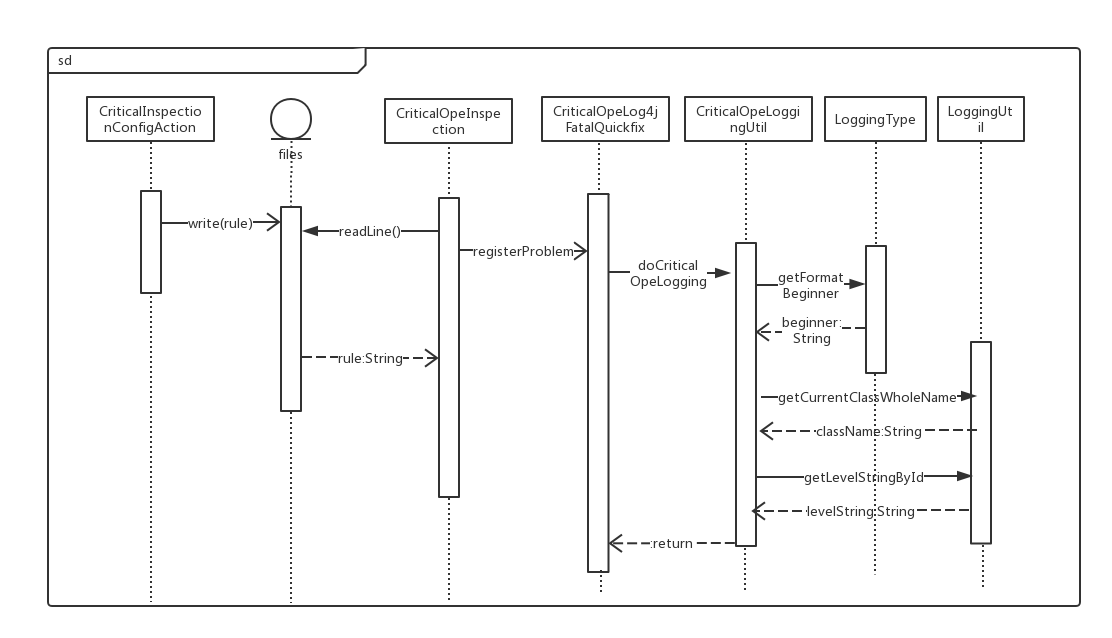 sd
CriticalInspectio
nConfigAction
files
CriticalOpeInspe
ction
CriticalOpeLog4j
FatalQuickfix
CriticalOpeLoggi
ngUtil
LoggingType
LoggingUt
il
write(rule)
readLine()
registerProblem
doCritical
OpeLogging
getFormat
Beginner
beginner:
String
rule:String
getCurrentClassWholeName
className:String
getLevelStringById
levelString:String
:return